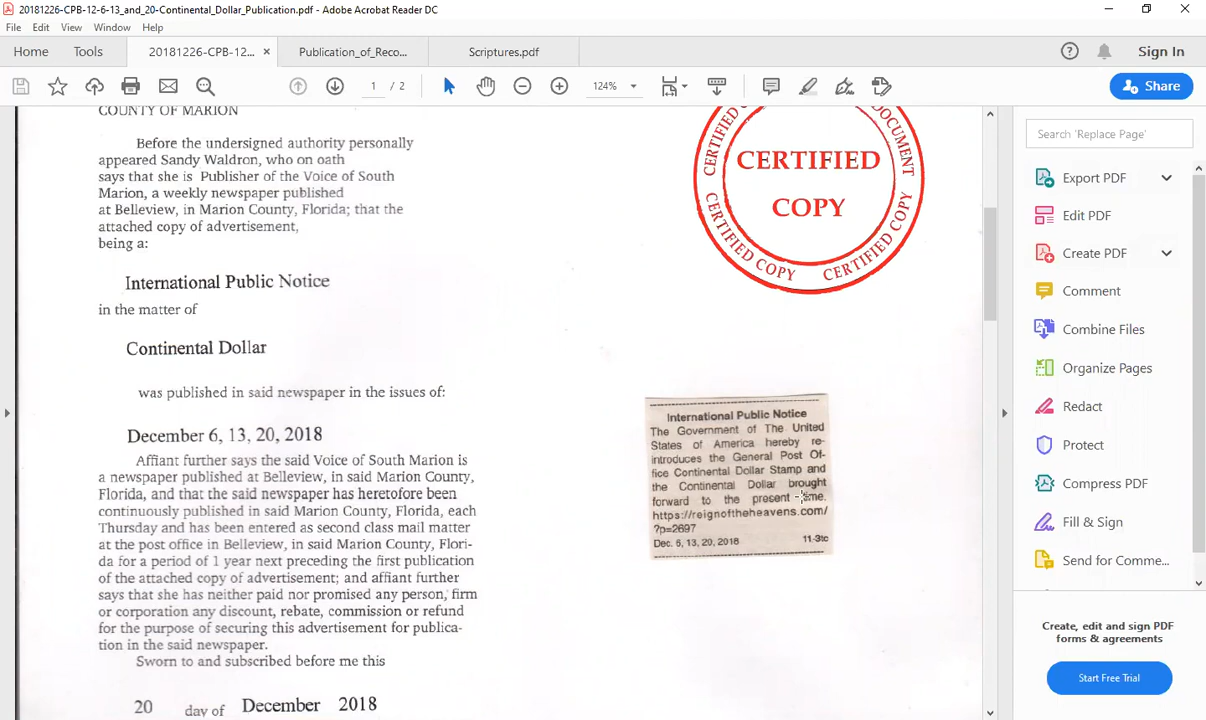 20181226-CPB-12-6-13_and_20-Continental_Dollar_Publication.pdf - Adobe Acrobat Reader DC
File Edit View Window Help
Home Tools 20181226-CPB-12... × Publication_of_Reco... Scriptures.pdf Sign In
1 / 2 124% Share
COUNTY OF MARION
Before the undersigned authority personally
appeared Sandy Waldron, who on oath
says that she is Publisher of the Voice of South
Marion, a weekly newspaper published
at Belleview, in Marion County, Florida; that the
attached copy of advertisement,
being a:
International Public Notice
in the matter of
Continental Dollar
was published in said newspaper in the issues of:
December 6, 13, 20, 2018
Affiant further says the said Voice of South Marion is
a newspaper published at Belleview, in said Marion County,
Florida, and that the said newspaper has heretofore been
continuously published in said Marion County, Florida, each
Thursday and has been entered as second class mail matter
at the post office in Belleview, in said Marion County, Flori-
da for a period of 1 year next preceding the first publication
of the attached copy of advertisement; and affiant further
says that she has neither paid nor promised any person, firm
or corporation any discount, rebate, commission or refund
for the purpose of securing this advertisement for publica-
tion in the said newspaper.
Sworn to and subscribed before me this
20 day of December 2018
CERTIFIED
DOCUMENT
CERTIFIED
COPY
CERTIFIED COPY
CERTIFIED COPY
International Public Notice
The Government of The United
States of America hereby re-
introduces the General Post Of-
fice Continental Dollar Stamp and
the Continental Dollar brought
forward to the present time.
https://reignoftheheavens.com/
?p=2697
Dec. 6, 13, 20, 2018 11-3tc
Search 'Replace Page'
Export PDF
Edit PDF
Create PDF
Comment
Combine Files
Organize Pages
Redact
Protect
Compress PDF
Fill & Sign
Send for Comme...
Create, edit and sign PDF
forms & agreements
Start Free Trial